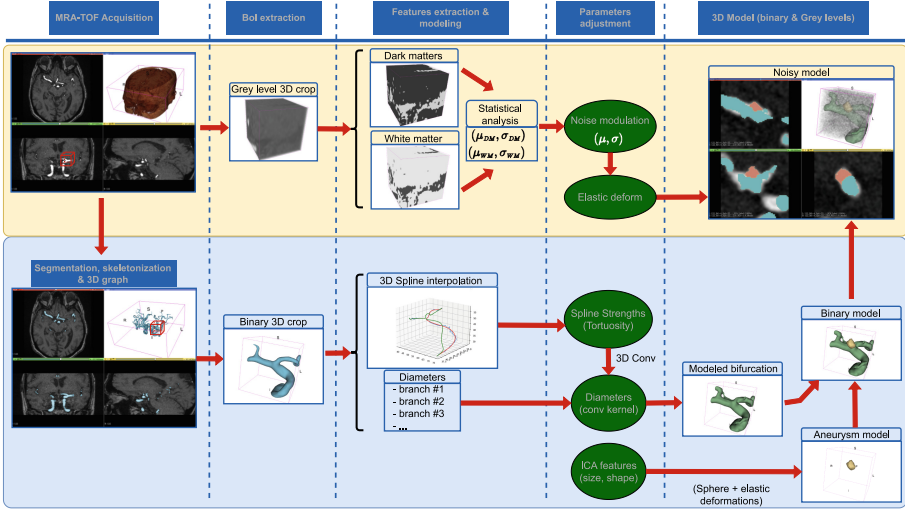 MRA-TOF Acquisition
BoI extraction
Features extraction &
modeling
Parameters
adjustment
3D Model (binary & Grey levels)
Grey level 3D crop
Dark matters
White matter
Statistical
analysis
(μDM, σDM)
(μWM, σWM)
Noise modulation
(μ, σ)
Elastic deform
Noisy model
Segmentation, skeletonization
& 3D graph
Binary 3D crop
3D Spline interpolation
Diameters
- branch #1
- branch #2
- branch #3
- ...
Spline Strengths
(Tortuosity)
3D Conv
Diameters
(conv kernel)
ICA features
(size, shape)
Modeled bifurcation
Binary model
Aneurysm model
(Sphere + elastic
deformations)